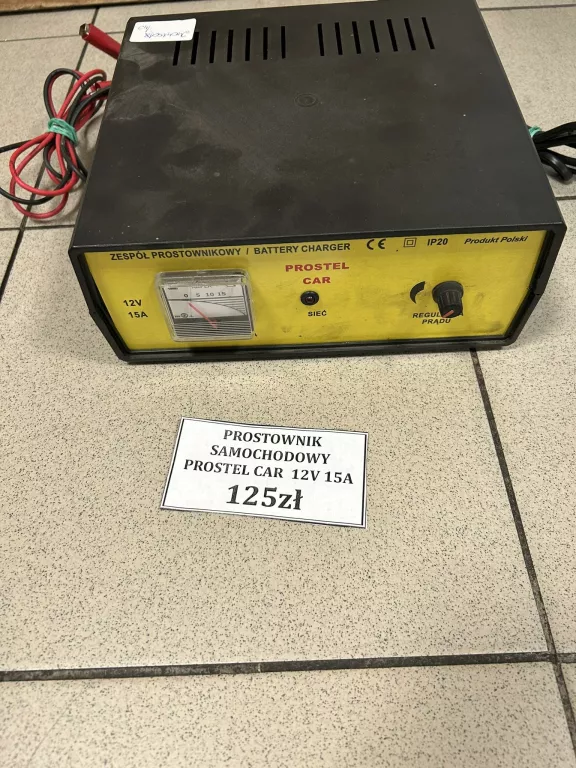 ZESPÓŁ PROSTOWNIKOWY / BATTERY CHARGER CE IP20 Produkt Polski
PROSTEL
CAR
12V
15A
0 5 10 15
SIEĆ
PRĄDU
PROSTOWNIK
SAMOCHODOWY
PROSTEL CAR 12V 15A
125zł